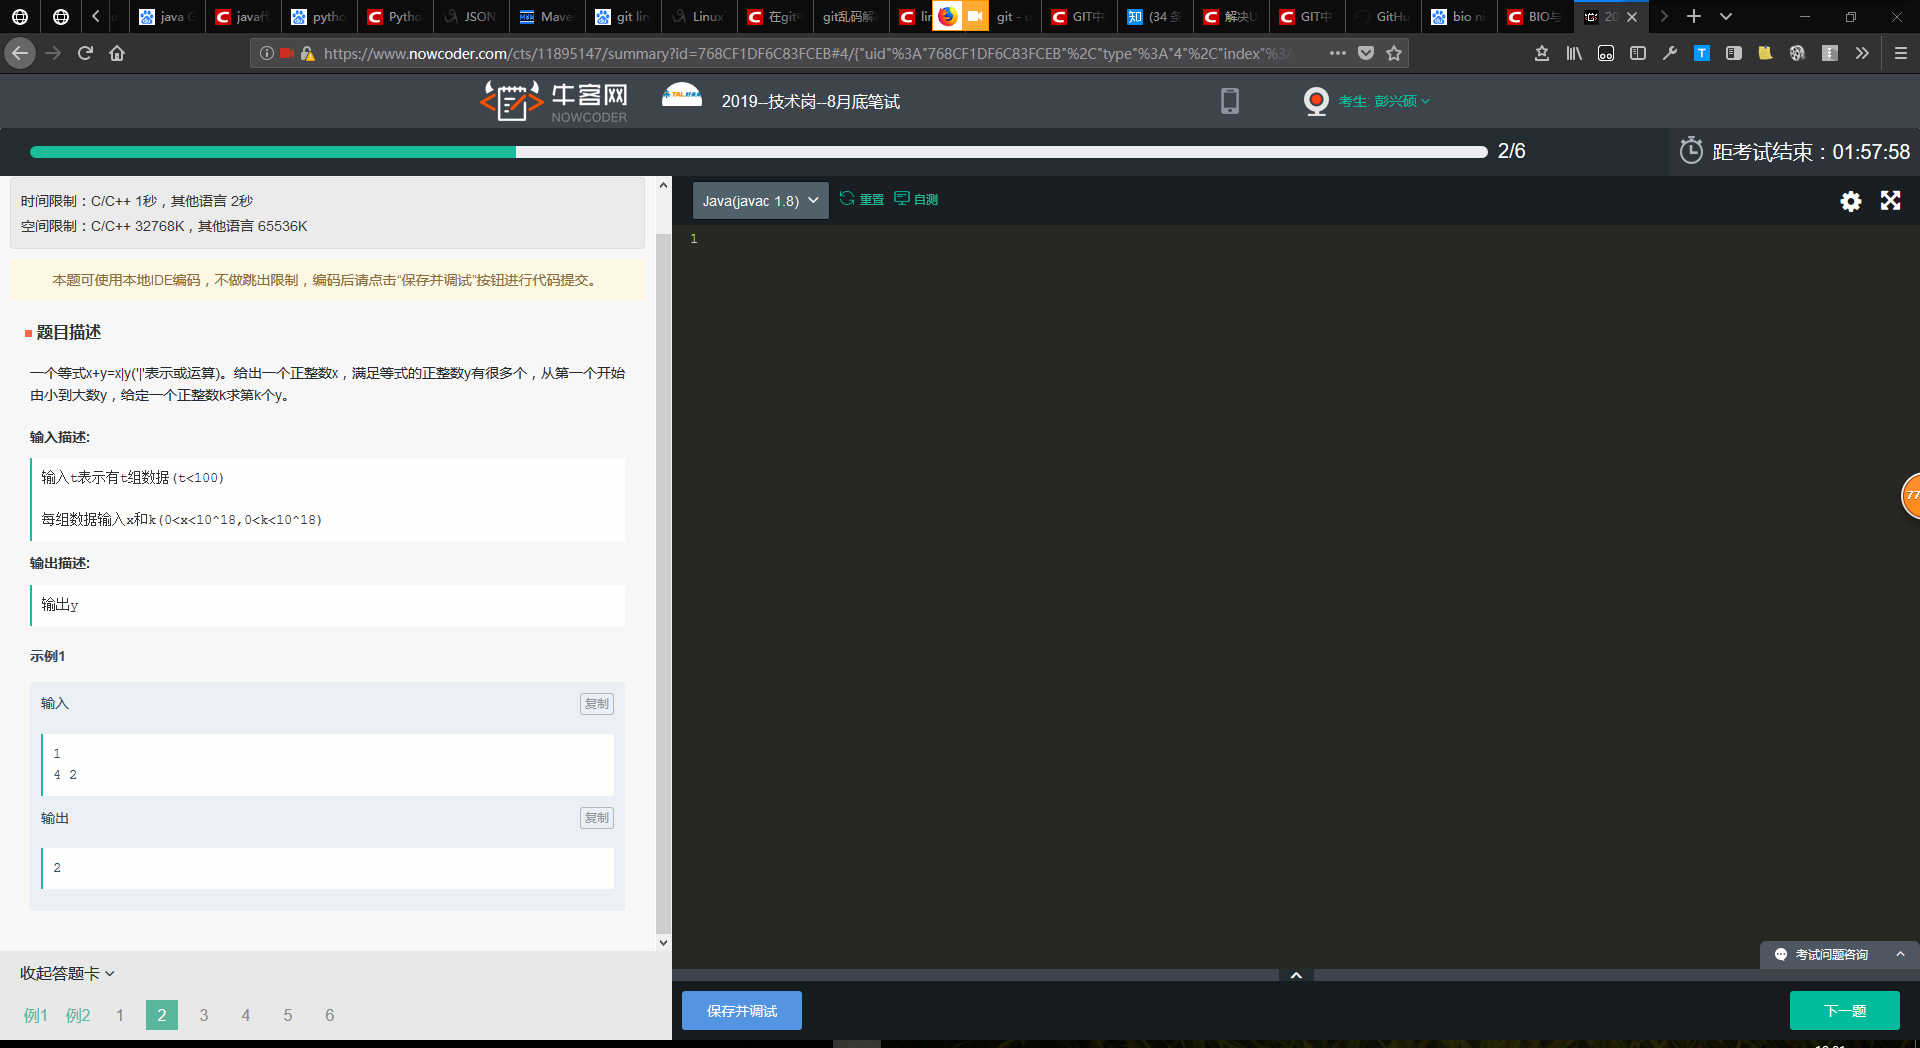 java G
javaf
pytho
Pytho
JSON
Mave
git lin
Linux
在git中
git乱码解
lin
git - u
GIT中
(34 条
解决U
GIT中
GitHu
bio ni
BIO与
20
https://www.nowcoder.com/cts/11895147/summary?id=768CF1DF6C83FCEB#4/{"uid"%3A"768CF1DF6C83FCEB"%2C"type"%3A"4"%2C"index"%3A
牛客网
NOWCODER
TAL 好未来
2019--技术岗--8月底笔试
考生: 彭兴硕
2/6
距考试结束：01:57:58
时间限制：C/C++ 1秒，其他语言 2秒
空间限制：C/C++ 32768K，其他语言 65536K
本题可使用本地IDE编码，不做跳出限制，编码后请点击“保存并调试”按钮进行代码提交。
题目描述
一个等式x+y=x|y('|'表示或运算)。给出一个正整数x，满足等式的正整数y有很多个，从第一个开始
由小到大数y，给定一个正整数k求第k个y。
输入描述:
输入t表示有t组数据(t<100)
每组数据输入x和k(0<x<10^18,0<k<10^18)
输出描述:
输出y
示例1
输入
复制
1
4 2
输出
复制
2
收起答题卡
例1 例2 1 2 3 4 5 6
Java(javac 1.8)
重置
自测
1
77
考试问题咨询
保存并调试
下一题